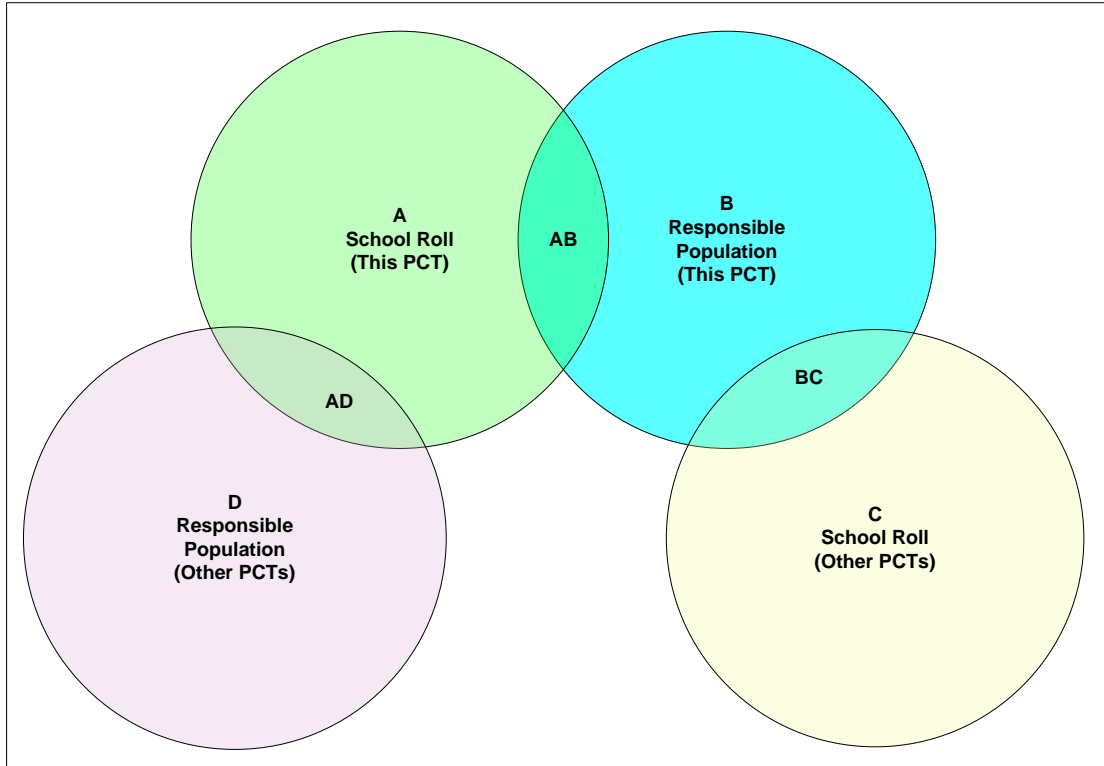 A
School Roll
(This PCT)
AB
B
Responsible
Population
(This PCT)
AD
BC
D
Responsible
Population
(Other PCTs)
C
School Roll
(Other PCTs)